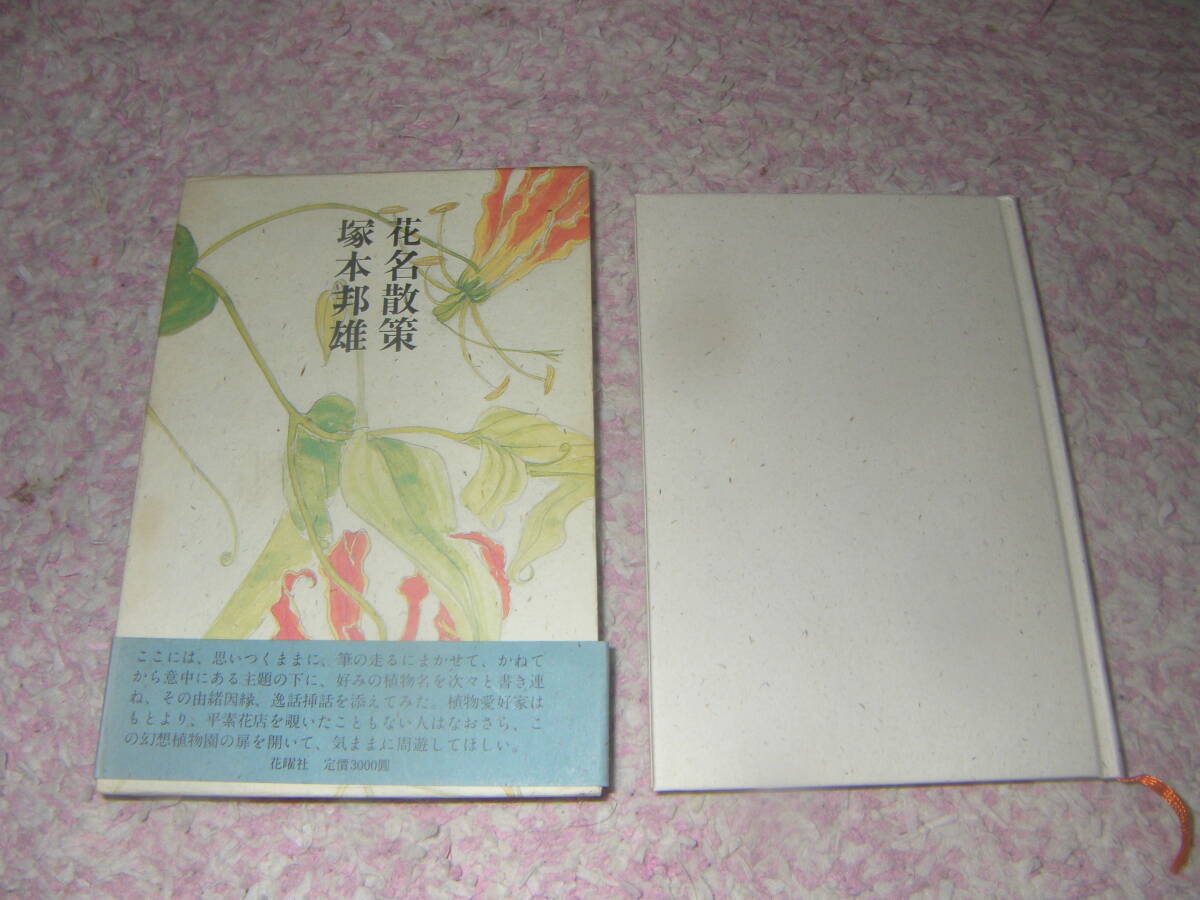 花名散策
塚本邦雄
ここには、思いつくままに、筆の走るにまかせて、かねて
から意中にある主題の下に、好みの植物名を次々と書き連
ね、その由緒因縁、逸話挿話を添えてみた。植物愛好家は
もとより、平素花店を覗いたこともない人はなおさら、こ
の幻想植物園の扉を開いて、気ままに周遊してほしい。
花曜社　定價3000圓